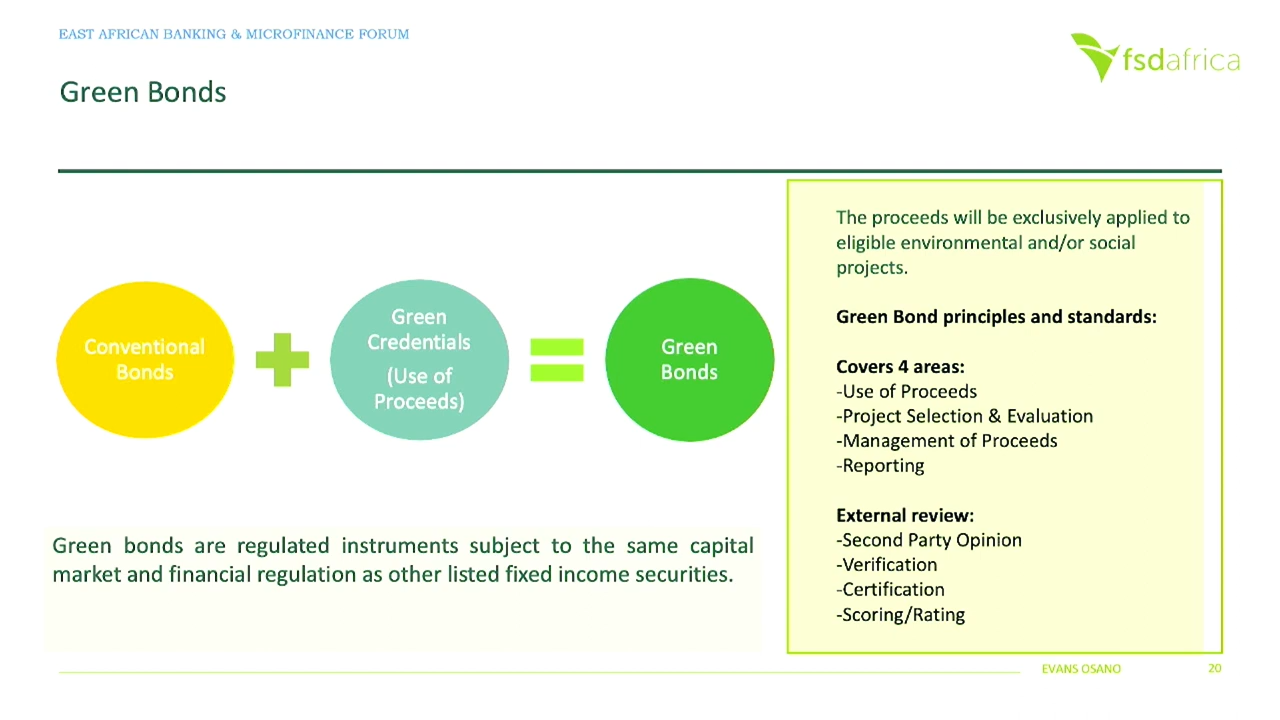 EAST AFRICAN BANKING & MICROFINANCE FORUM
fsdafrica
Green Bonds
Conventional
Bonds
Green
Credentials
(Use of
Proceeds)
Green
Bonds
Green bonds are regulated instruments subject to the same capital
market and financial regulation as other listed fixed income securities.
The proceeds will be exclusively applied to
eligible environmental and/or social
projects.
Green Bond principles and standards:
Covers 4 areas:
-Use of Proceeds
-Project Selection & Evaluation
-Management of Proceeds
-Reporting
External review:
-Second Party Opinion
-Verification
-Certification
-Scoring/Rating
EVANS OSANO
20